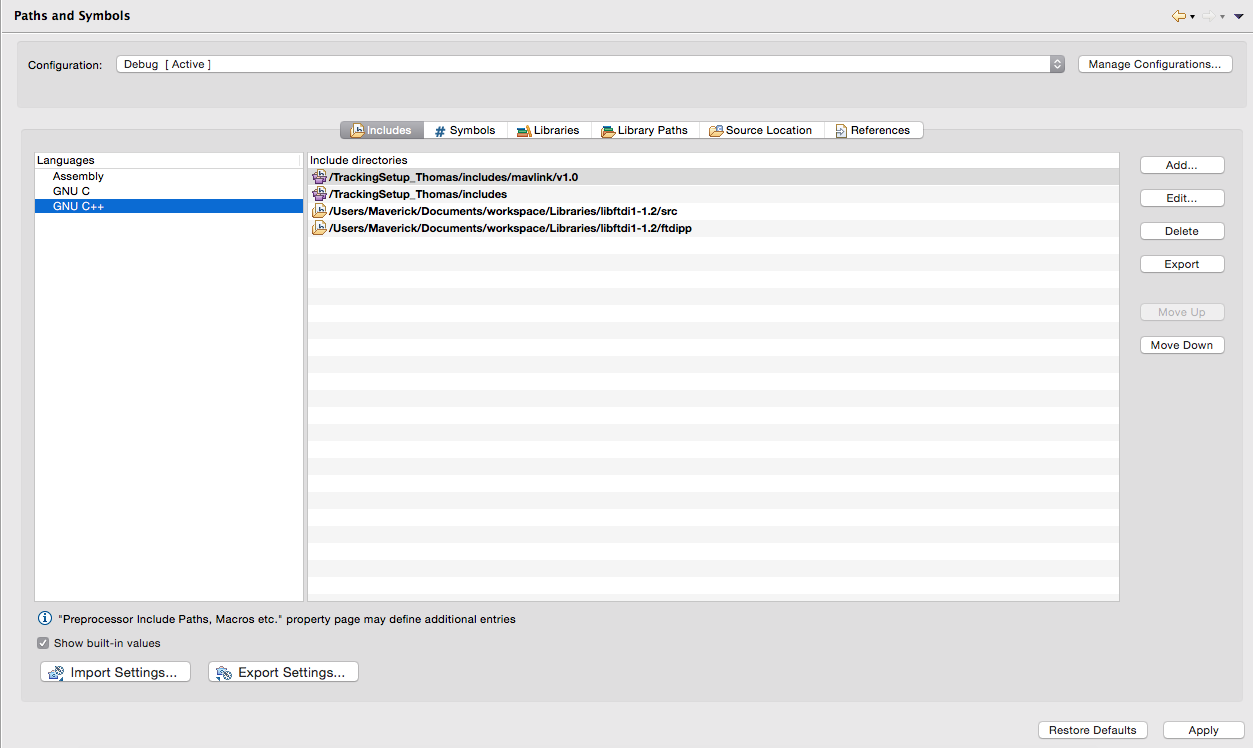 Paths and Symbols
Configuration: Debug [ Active ] Manage Configurations...
Includes # Symbols Libraries Library Paths Source Location References
Languages
Assembly
GNU C
GNU C++
Include directories
/TrackingSetup_Thomas/includes/mavlink/v1.0
/TrackingSetup_Thomas/includes
/Users/Maverick/Documents/workspace/Libraries/libftdi1-1.2/src
/Users/Maverick/Documents/workspace/Libraries/libftdi1-1.2/ftdipp
Add...
Edit...
Delete
Export
Move Up
Move Down
"Preprocessor Include Paths, Macros etc." property page may define additional entries
Show built-in values
Import Settings... Export Settings...
Restore Defaults Apply